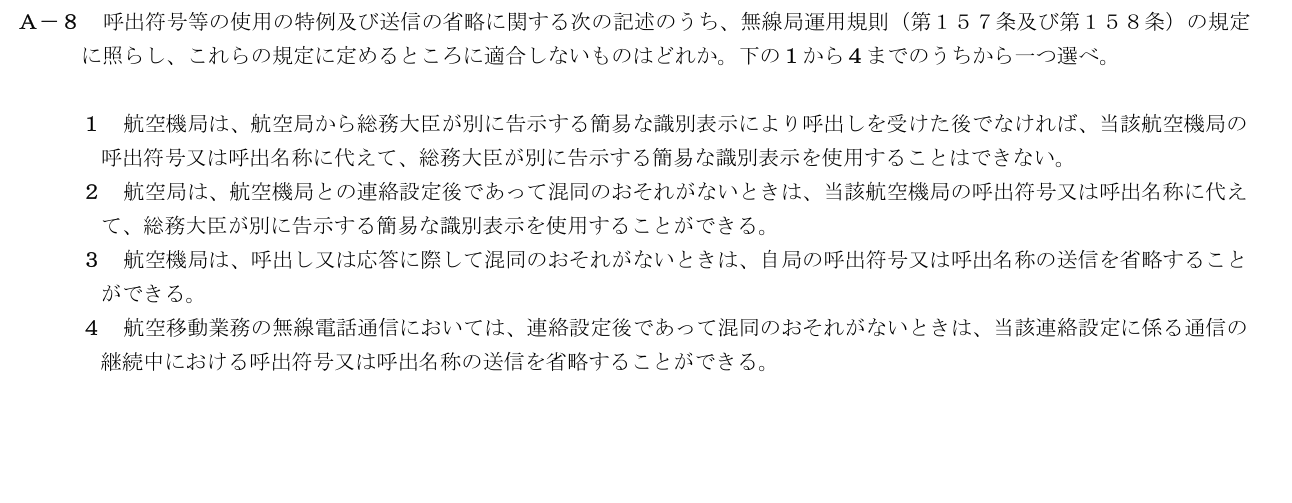 Ａ－８　呼出符号等の使用の特例及び送信の省略に関する次の記述のうち、無線局運用規則（第１５７条及び第１５８条）の規定
に照らし、これらの規定に定めるところに適合しないものはどれか。下の１から４までのうちから一つ選べ。
１　航空機局は、航空局から総務大臣が別に告示する簡易な識別表示により呼出しを受けた後でなければ、当該航空機局の
呼出符号又は呼出名称に代えて、総務大臣が別に告示する簡易な識別表示を使用することはできない。
２　航空局は、航空機局との連絡設定後であって混同のおそれがないときは、当該航空機局の呼出符号又は呼出名称に代え
て、総務大臣が別に告示する簡易な識別表示を使用することができる。
３　航空機局は、呼出し又は応答に際して混同のおそれがないときは、自局の呼出符号又は呼出名称の送信を省略すること
ができる。
４　航空移動業務の無線電話通信においては、連絡設定後であって混同のおそれがないときは、当該連絡設定に係る通信の
継続中における呼出符号又は呼出名称の送信を省略することができる。